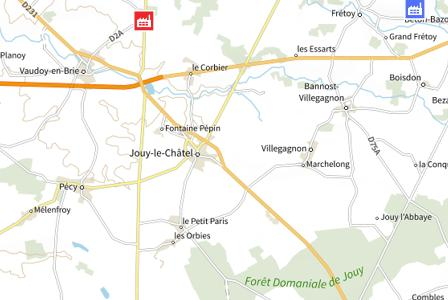 D231
D2A
Frétoy
Béton-Bazoches
Grand Frétoy
Planoy
les Essarts
Vaudoy-en-Brie
le Corbier
Boisdon
Bannost-
Villegagnon
Beza
Fontaine Pépin
D75A
Jouy-le-Châtel
Villegagnon
Marchelong
la Conqu
Pécy
Mélenfroy
le Petit Paris
Jouy l'Abbaye
les Orbies
Forêt Domaniale de Jouy
Combles